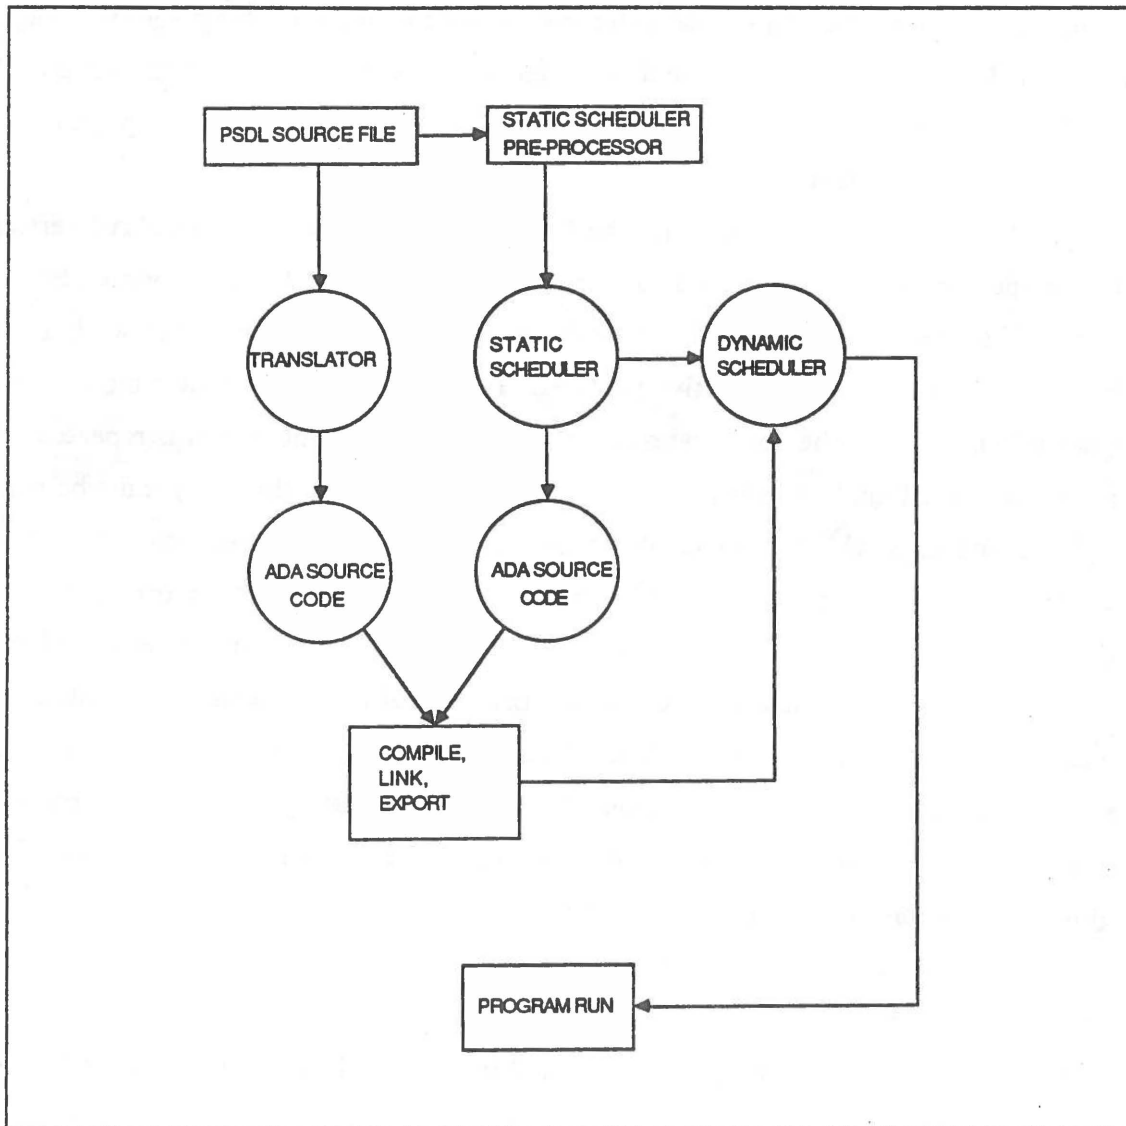 PSDL SOURCE FILE
STATIC SCHEDULER
PRE-PROCESSOR
TRANSLATOR
STATIC
SCHEDULER
DYNAMIC
SCHEDULER
ADA SOURCE
CODE
ADA SOURCE
CODE
COMPILE,
LINK,
EXPORT
PROGRAM RUN